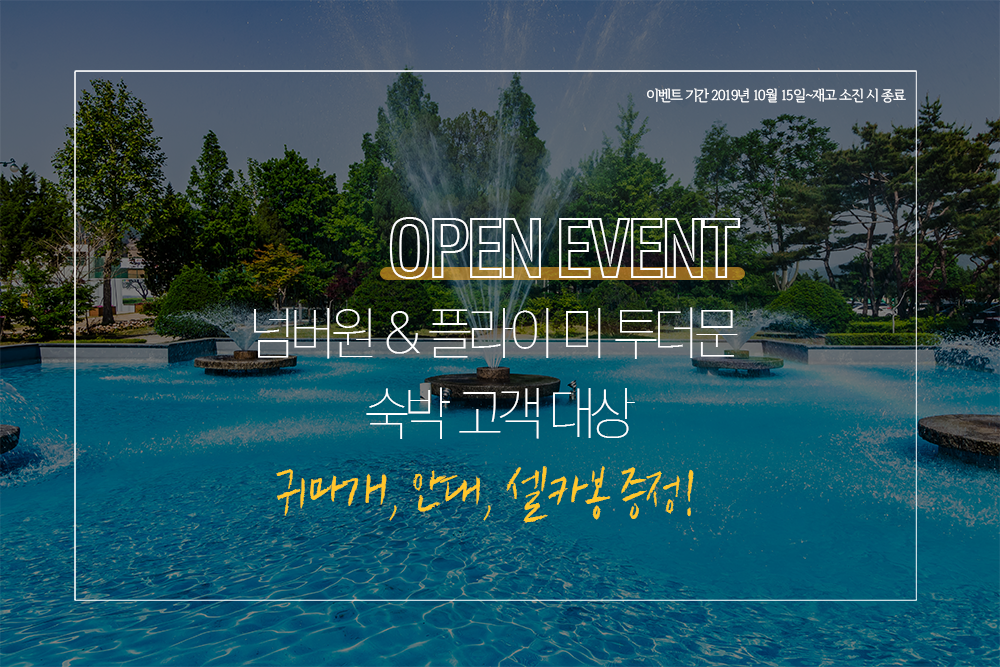 이벤트 기간 2019년 10월 15일~재고 소진 시 종료
OPEN EVENT
넘버원 & 플라이 미 투더문
숙박 고객 대상
귀마개, 안대, 셀카봉 증정!